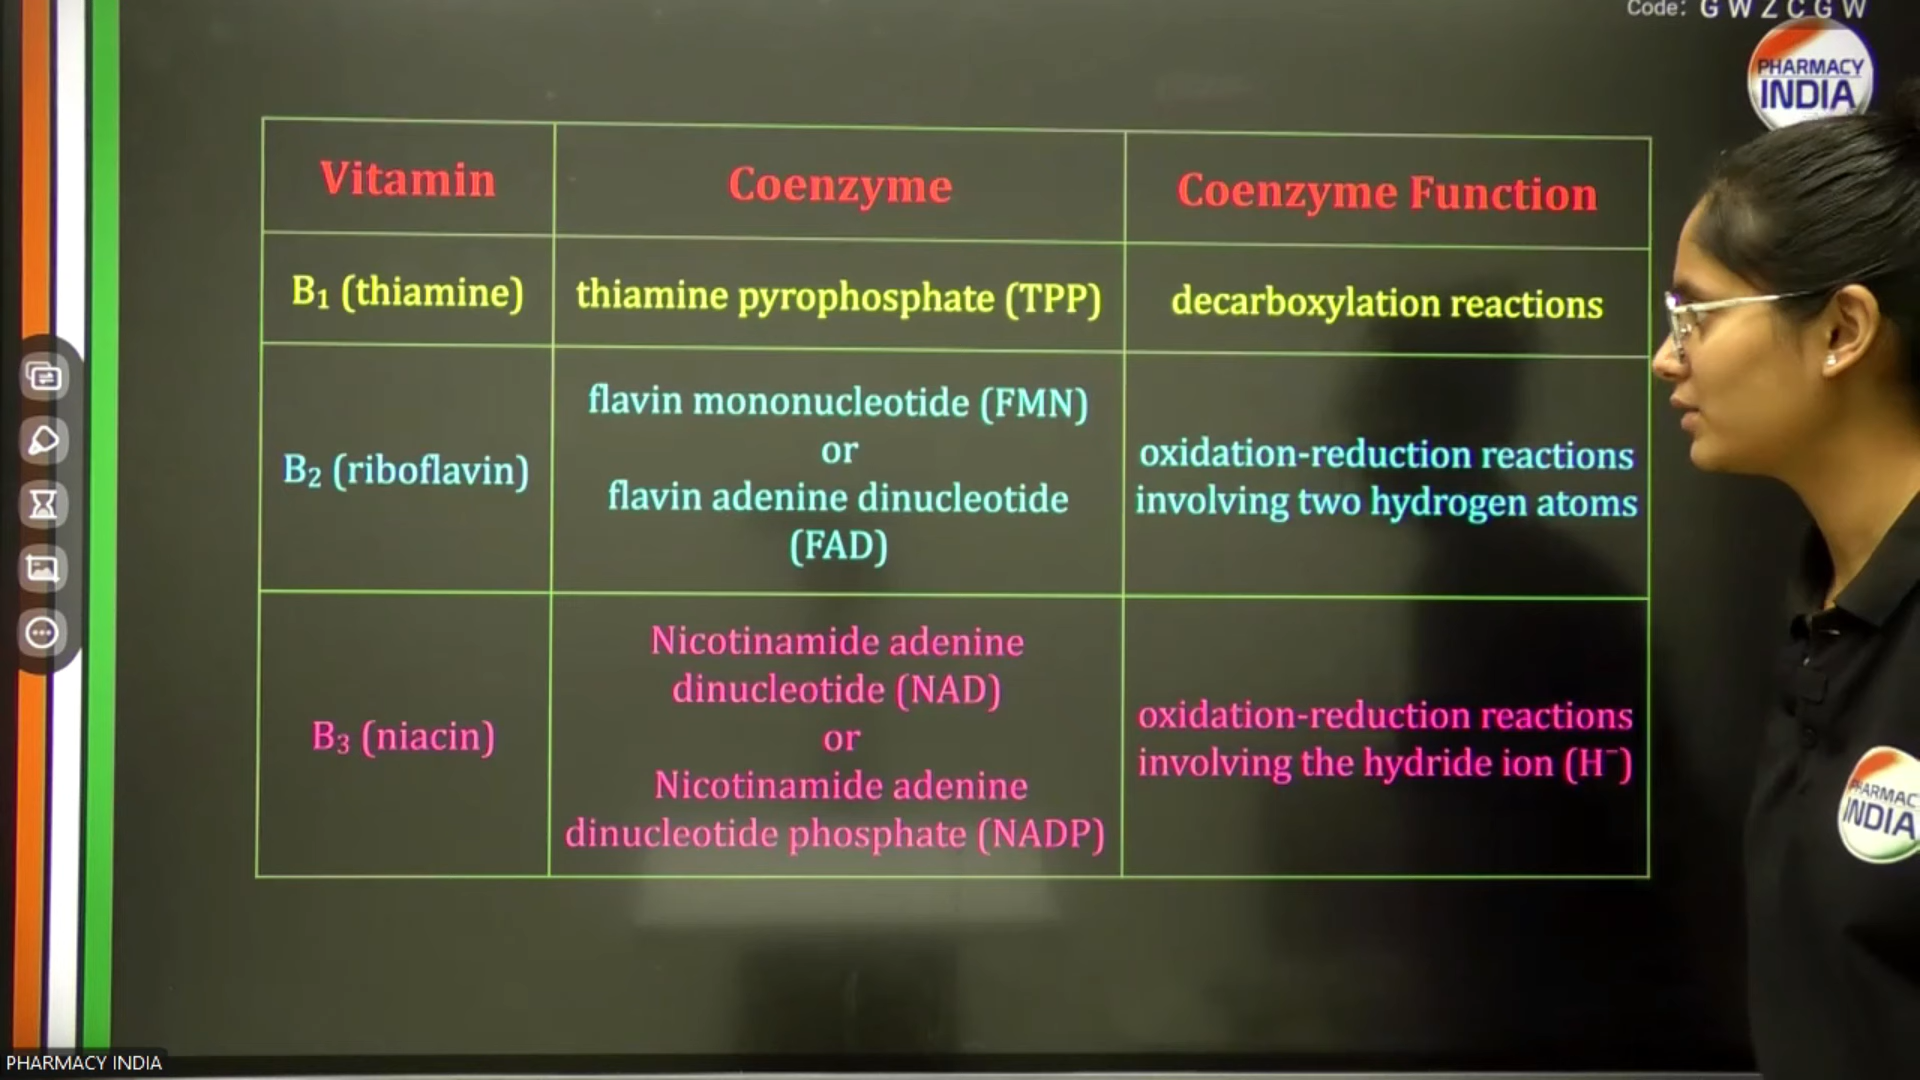 Code: G W Z C G W
PHARMACY
INDIA
Vitamin
Coenzyme
Coenzyme Function
B₁ (thiamine)
thiamine pyrophosphate (TPP)
decarboxylation reactions
B₂ (riboflavin)
flavin mononucleotide (FMN)
or
flavin adenine dinucleotide
(FAD)
oxidation-reduction reactions
involving two hydrogen atoms
B₃ (niacin)
Nicotinamide adenine
dinucleotide (NAD)
or
Nicotinamide adenine
dinucleotide phosphate (NADP)
oxidation-reduction reactions
involving the hydride ion (H⁻)
PHARMAC
INDIA
PHARMACY INDIA